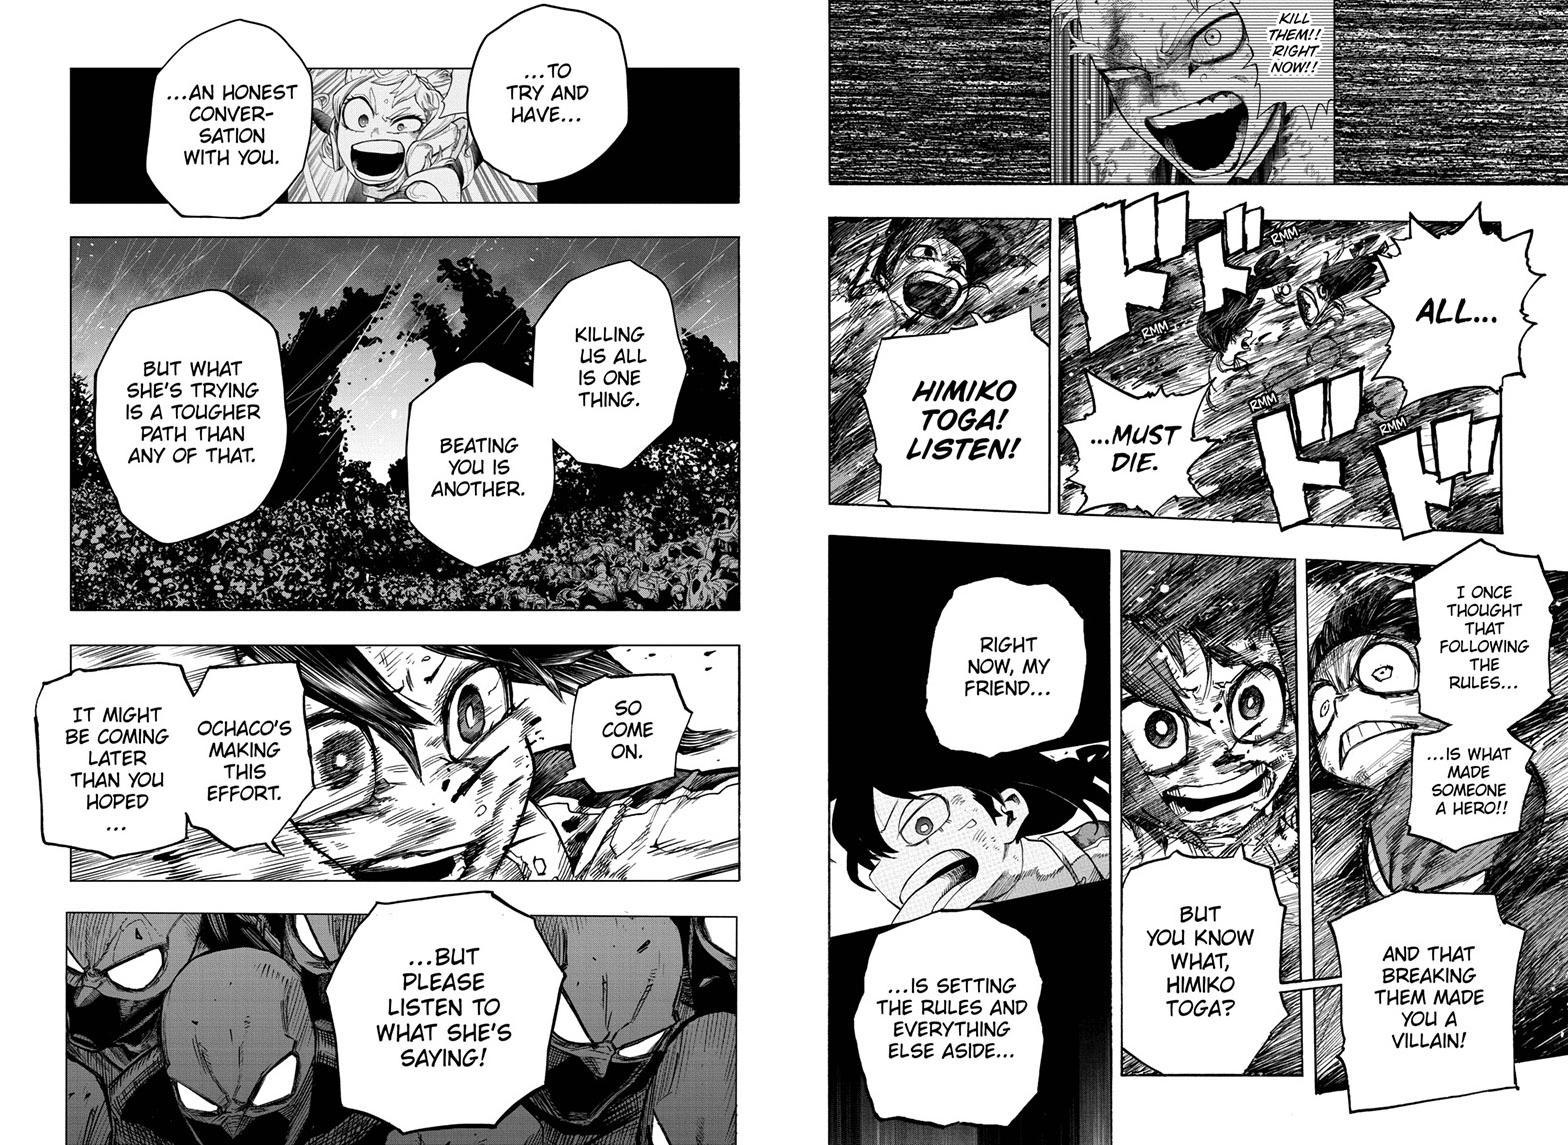 KILL
THEM!!
RIGHT
NOW!!
ALL...
ドドドドド
RMM
RMM
RMM
RMM
...MUST
DIE.
HIMIKO
TOGA!
LISTEN!
I ONCE
THOUGHT
THAT
FOLLOWING
THE
RULES...
...IS WHAT
MADE
SOMEONE
A HERO!!
AND THAT
BREAKING
THEM MADE
YOU A
VILLAIN!
BUT
YOU KNOW
WHAT,
HIMIKO
TOGA?
RIGHT
NOW, MY
FRIEND...
...IS SETTING
THE RULES AND
EVERYTHING
ELSE ASIDE...
...TO
TRY AND
HAVE...
...AN HONEST
CONVER-
SATION
WITH YOU.
KILLING
US ALL
IS ONE
THING.
BEATING
YOU IS
ANOTHER.
BUT WHAT
SHE'S TRYING
IS A TOUGHER
PATH THAN
ANY OF THAT.
SO
COME
ON.
OCHACO'S
MAKING
THIS
EFFORT.
IT MIGHT
BE COMING
LATER
THAN YOU
HOPED
...
...BUT
PLEASE
LISTEN TO
WHAT SHE'S
SAYING!